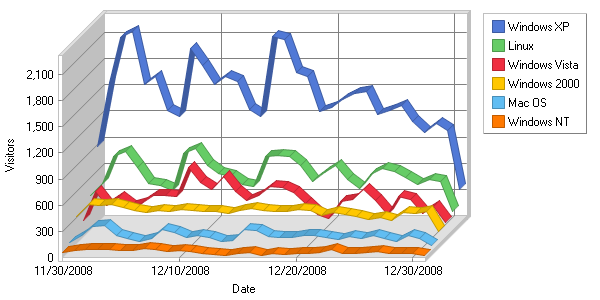 Windows XP
Linux
Windows Vista
Windows 2000
Mac OS
Windows NT
Visitors
2,100
1,800
1,500
1,200
900
600
300
0
11/30/2008
12/10/2008
12/20/2008
12/30/2008
Date